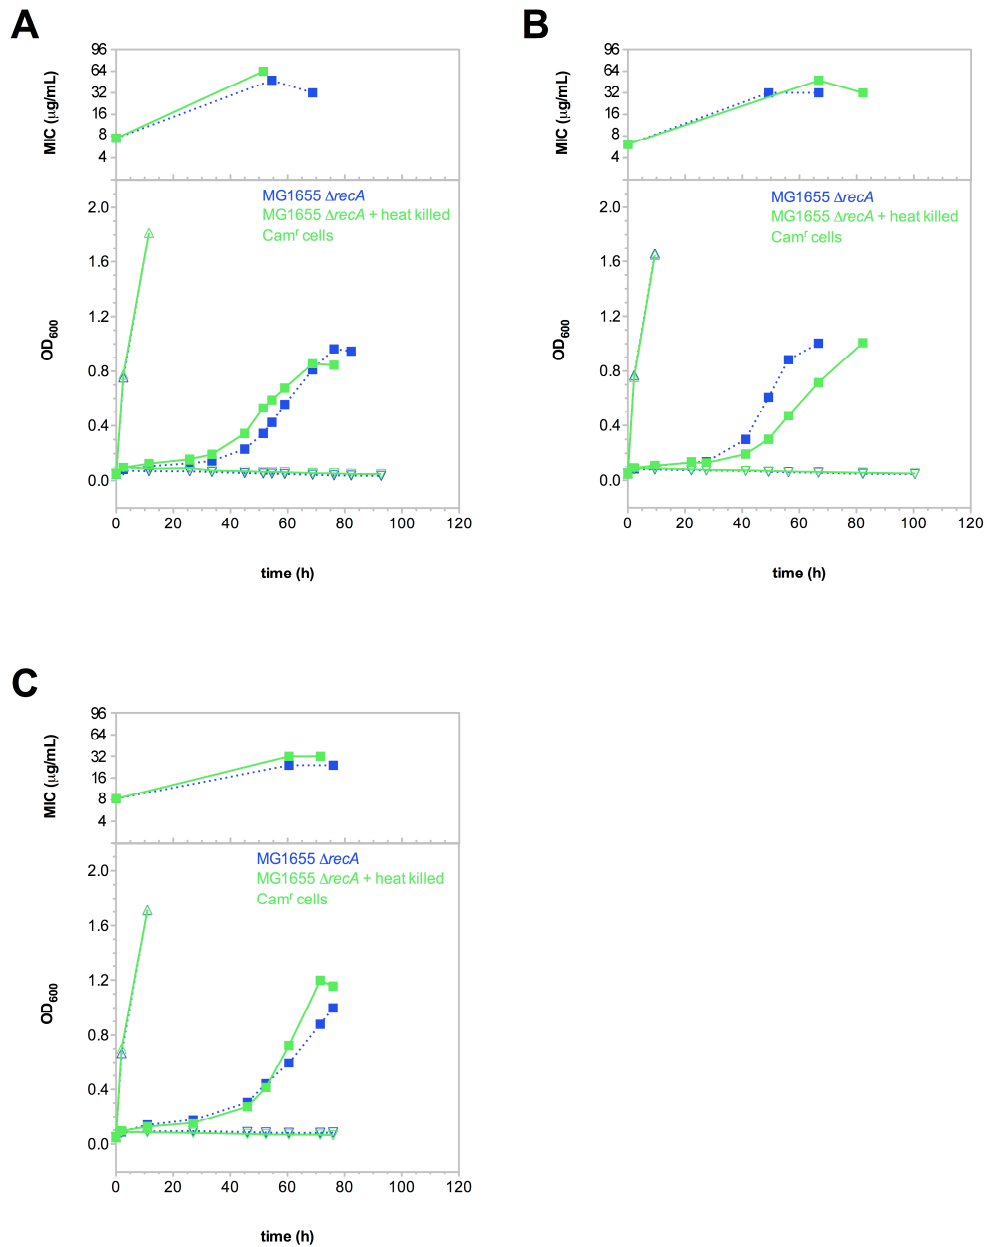 A
96
64
32
16
8
4
MIC (µg/mL)
MG1655 ΔrecA
MG1655 ΔrecA + heat killed
Camʳ cells
2.0
1.6
1.2
0.8
0.4
0.0
OD₆₀₀
0 20 40 60 80 100 120
time (h)
B
96
64
32
16
8
4
MIC (µg/mL)
MG1655 ΔrecA
MG1655 ΔrecA + heat killed
Camʳ cells
2.0
1.6
1.2
0.8
0.4
0.0
OD₆₀₀
0 20 40 60 80 100 120
time (h)
C
96
64
32
16
8
4
MIC (µg/mL)
MG1655 ΔrecA
MG1655 ΔrecA + heat killed
Camʳ cells
2.0
1.6
1.2
0.8
0.4
0.0
OD₆₀₀
0 20 40 60 80 100 120
time (h)